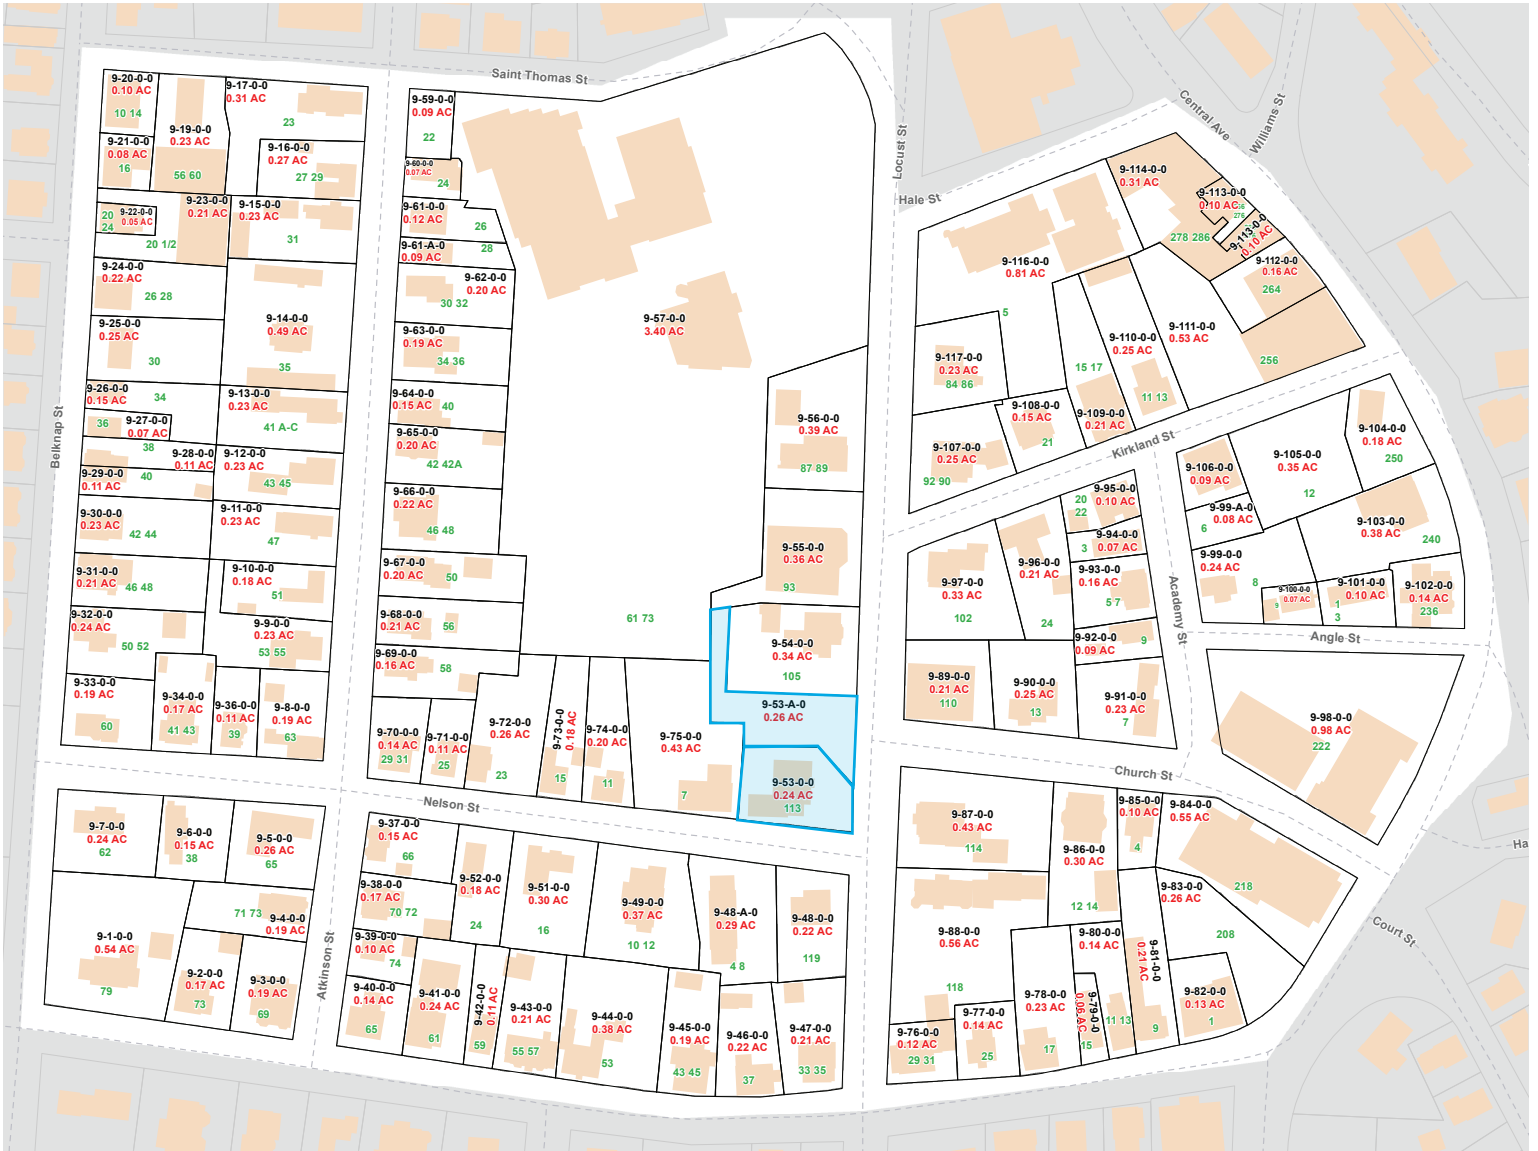 Saint Thomas St
Belknap St
Atkinson St
Nelson St
Locust St
Hale St
Central Ave
Williams St
Kirkland St
Academy St
Angle St
Church St
Court St
Ha
9-20-0-0
0.10 AC
10 14
9-21-0-0
0.08 AC
16
9-19-0-0
0.23 AC
56 60
9-17-0-0
0.31 AC
23
9-16-0-0
0.27 AC
27 29
9-22-0-0
0.05 AC
20
24
9-23-0-0
0.21 AC
20 1/2
9-15-0-0
0.23 AC
31
9-24-0-0
0.22 AC
26 28
9-25-0-0
0.25 AC
30
9-14-0-0
0.49 AC
35
9-26-0-0
0.15 AC
34
9-13-0-0
0.23 AC
41 A-C
36
9-27-0-0
0.07 AC
38
9-28-0-0
0.11 AC
9-12-0-0
0.23 AC
43 45
9-29-0-0
0.11 AC
40
9-30-0-0
0.23 AC
42 44
9-11-0-0
0.23 AC
47
9-31-0-0
0.21 AC
46 48
9-10-0-0
0.18 AC
51
9-32-0-0
0.24 AC
50 52
9-9-0-0
0.23 AC
53 55
9-33-0-0
0.19 AC
60
9-34-0-0
0.17 AC
41 43
9-36-0-0
0.11 AC
39
9-8-0-0
0.19 AC
63
9-7-0-0
0.24 AC
62
9-6-0-0
0.15 AC
38
9-5-0-0
0.26 AC
65
9-1-0-0
0.54 AC
79
71 73
9-4-0-0
0.19 AC
9-2-0-0
0.17 AC
73
9-3-0-0
0.19 AC
69
9-59-0-0
0.09 AC
22
9-60-0-0
0.07 AC
24
9-61-0-0
0.12 AC
26
9-61-A-0
0.09 AC
28
9-62-0-0
0.20 AC
30 32
9-63-0-0
0.19 AC
34 36
9-64-0-0
0.15 AC
40
9-65-0-0
0.20 AC
42 42A
9-66-0-0
0.22 AC
46 48
9-67-0-0
0.20 AC
50
9-68-0-0
0.21 AC
56
9-69-0-0
0.16 AC
58
9-57-0-0
3.40 AC
61 73
9-56-0-0
0.39 AC
87 89
9-55-0-0
0.36 AC
93
9-54-0-0
0.34 AC
105
9-53-A-0
0.26 AC
9-53-0-0
0.24 AC
113
9-70-0-0
0.14 AC
29 31
9-71-0-0
0.11 AC
25
9-72-0-0
0.26 AC
23
9-73-0-0
0.18 AC
15
9-74-0-0
0.20 AC
11
9-75-0-0
0.43 AC
7
9-37-0-0
0.15 AC
66
9-38-0-0
0.17 AC
70 72
9-39-0-0
0.10 AC
74
9-40-0-0
0.14 AC
65
9-41-0-0
0.24 AC
61
9-42-0-0
0.11 AC
59
9-43-0-0
0.21 AC
55 57
9-44-0-0
0.38 AC
53
9-45-0-0
0.19 AC
43 45
9-46-0-0
0.22 AC
37
9-47-0-0
0.21 AC
33 35
9-52-0-0
0.18 AC
24
9-51-0-0
0.30 AC
16
9-49-0-0
0.37 AC
10 12
9-48-A-0
0.29 AC
4 8
9-48-0-0
0.22 AC
119
9-114-0-0
0.31 AC
278 286
9-113-0-0
0.10 AC
276
9-113-0-0
0.10 AC
9-112-0-0
0.16 AC
264
9-116-0-0
0.81 AC
5
9-111-0-0
0.53 AC
256
9-110-0-0
0.25 AC
11 13
15 17
9-109-0-0
0.21 AC
9-117-0-0
0.23 AC
84 86
9-108-0-0
0.15 AC
21
9-107-0-0
0.25 AC
92 90
9-104-0-0
0.18 AC
250
9-105-0-0
0.35 AC
12
9-106-0-0
0.09 AC
9-99-A-0
0.08 AC
6
9-103-0-0
0.38 AC
240
9-99-0-0
0.24 AC
8
9-100-0-0
0.07 AC
9
9-101-0-0
0.10 AC
1
3
9-102-0-0
0.14 AC
236
9-95-0-0
0.10 AC
20
22
9-94-0-0
0.07 AC
3
9-93-0-0
0.16 AC
5 7
9-92-0-0
0.09 AC
9
9-91-0-0
0.23 AC
7
9-96-0-0
0.21 AC
24
9-97-0-0
0.33 AC
102
9-89-0-0
0.21 AC
110
9-90-0-0
0.25 AC
13
9-98-0-0
0.98 AC
222
9-87-0-0
0.43 AC
114
9-86-0-0
0.30 AC
12 14
9-85-0-0
0.10 AC
4
9-84-0-0
0.55 AC
218
9-83-0-0
0.26 AC
208
9-88-0-0
0.56 AC
118
9-80-0-0
0.14 AC
11 13
9-81-0-0
0.21 AC
9
9-82-0-0
0.13 AC
1
9-76-0-0
0.12 AC
29 31
9-77-0-0
0.14 AC
25
9-78-0-0
0.23 AC
17
9-79-0-0
0.06 AC
15